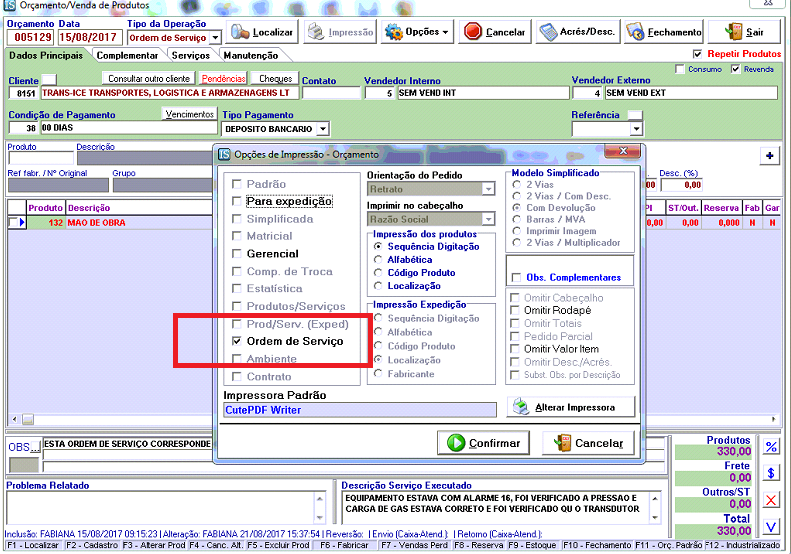 Orçamento/Venda de Produtos
Orçamento Data Tipo da Operação
005129 15/08/2017 Ordem de Serviço Localizar Impressão Opções Cancelar Acrés/Desc. Fechamento Sair
Dados Principais Complementar Serviços Manutenção Repetir Produtos
Consumo Revenda
Cliente Consultar outro cliente Pendências Cheques Contato Vendedor Interno Vendedor Externo
8151 TRANS-ICE TRANSPORTES, LOGISTICA E ARMAZENAGENS LT 5 SEM VEND INT 4 SEM VEND EXT
Condição de Pagamento Vencimentos Tipo Pagamento Referência
38 00 DIAS DEPOSITO BANCARIO
Produto Descrição
Ref fabr. / Nº Original Grupo Desc. (%)
0,00
Produto Descrição ST/Out. Reserva Fab Gar
132 MAO DE OBRA 0,00 0,000 N N
Opções de Impressão - Orçamento
Padrão
Para expedição
Simplificada
Matricial
Gerencial
Comp. de Troca
Estatística
Produtos/Serviços
Prod/Serv. (Exped)
Ordem de Serviço
Ambiente
Contrato
Orientação do Pedido
Retrato
Imprimir no cabeçalho
Razão Social
Impressão dos produtos
Sequência Digitação
Alfabética
Código Produto
Localização
Impressão Expedição
Sequência Digitação
Alfabética
Código Produto
Localização
Fabricante
Modelo Simplificado
2 Vias
2 Vias / Com Desc.
Com Devolução
Barras / MVA
Imprimir Imagem
2 Vias / Multiplicador
Obs. Complementares
Omitir Cabeçalho
Omitir Rodapé
Omitir Totais
Pedido Parcial
Omitir Valor Item
Omitir Desc./Acrés.
Subst. Obs. por Descrição
Impressora Padrão
CutePDF Writer
Alterar Impressora
Confirmar Cancelar
OBS... ESTA ORDEM DE SERVIÇO CORRESPONDE
Produtos
330,00
Frete
0,00
Outros/ST
0,00
Total
330,00
%
$
X
V
Problema Relatado Descrição Serviço Executado
EQUIPAMENTO ESTAVA COM ALARME 16, FOI VERIFICADO A PRESSAO E
CARGA DE GAS ESTAVA CORRETO E FOI VERIFICADO QU O TRANSDUTOR
Inclusão: FABIANA 15/08/2017 09:15:23 | Alteração: FABIANA 21/08/2017 15:37:54 | Reversão: | Envio (Caixa-Atend.) | Retorno (Caixa-Atend.):
F1 - Localizar F2 - Cadastro F3 - Alterar Prod F4 - Canc. Alt. F5 - Excluir Prod F6 - Fabricar F7 - Vendas Perd F8 - Reserva F9 - Estoque F10 - Fechamento F11 - Orç. Padrão F12 - Industrializado